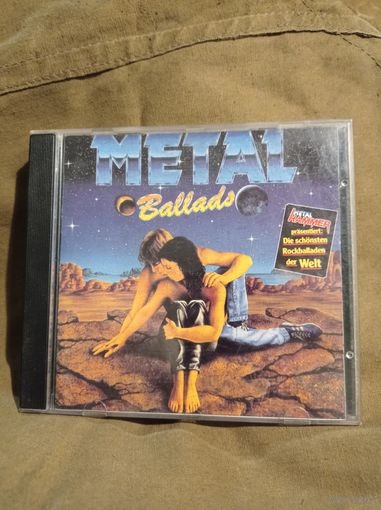 METAL
Ballads
METAL
HAMMER
präsentiert:
Die schönsten
Rockballaden
der Welt